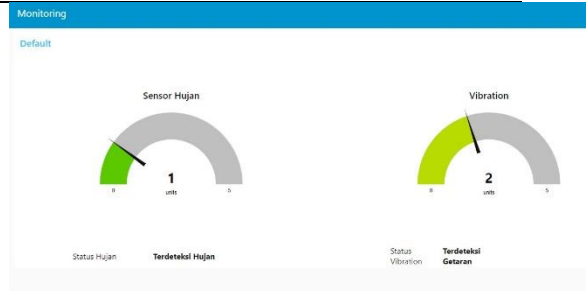 Monitoring
Default
Sensor Hujan
1
units
0
5
Status Hujan
Terdeteksi Hujan
Vibration
2
units
0
5
Status Vibration
Terdeteksi Getaran